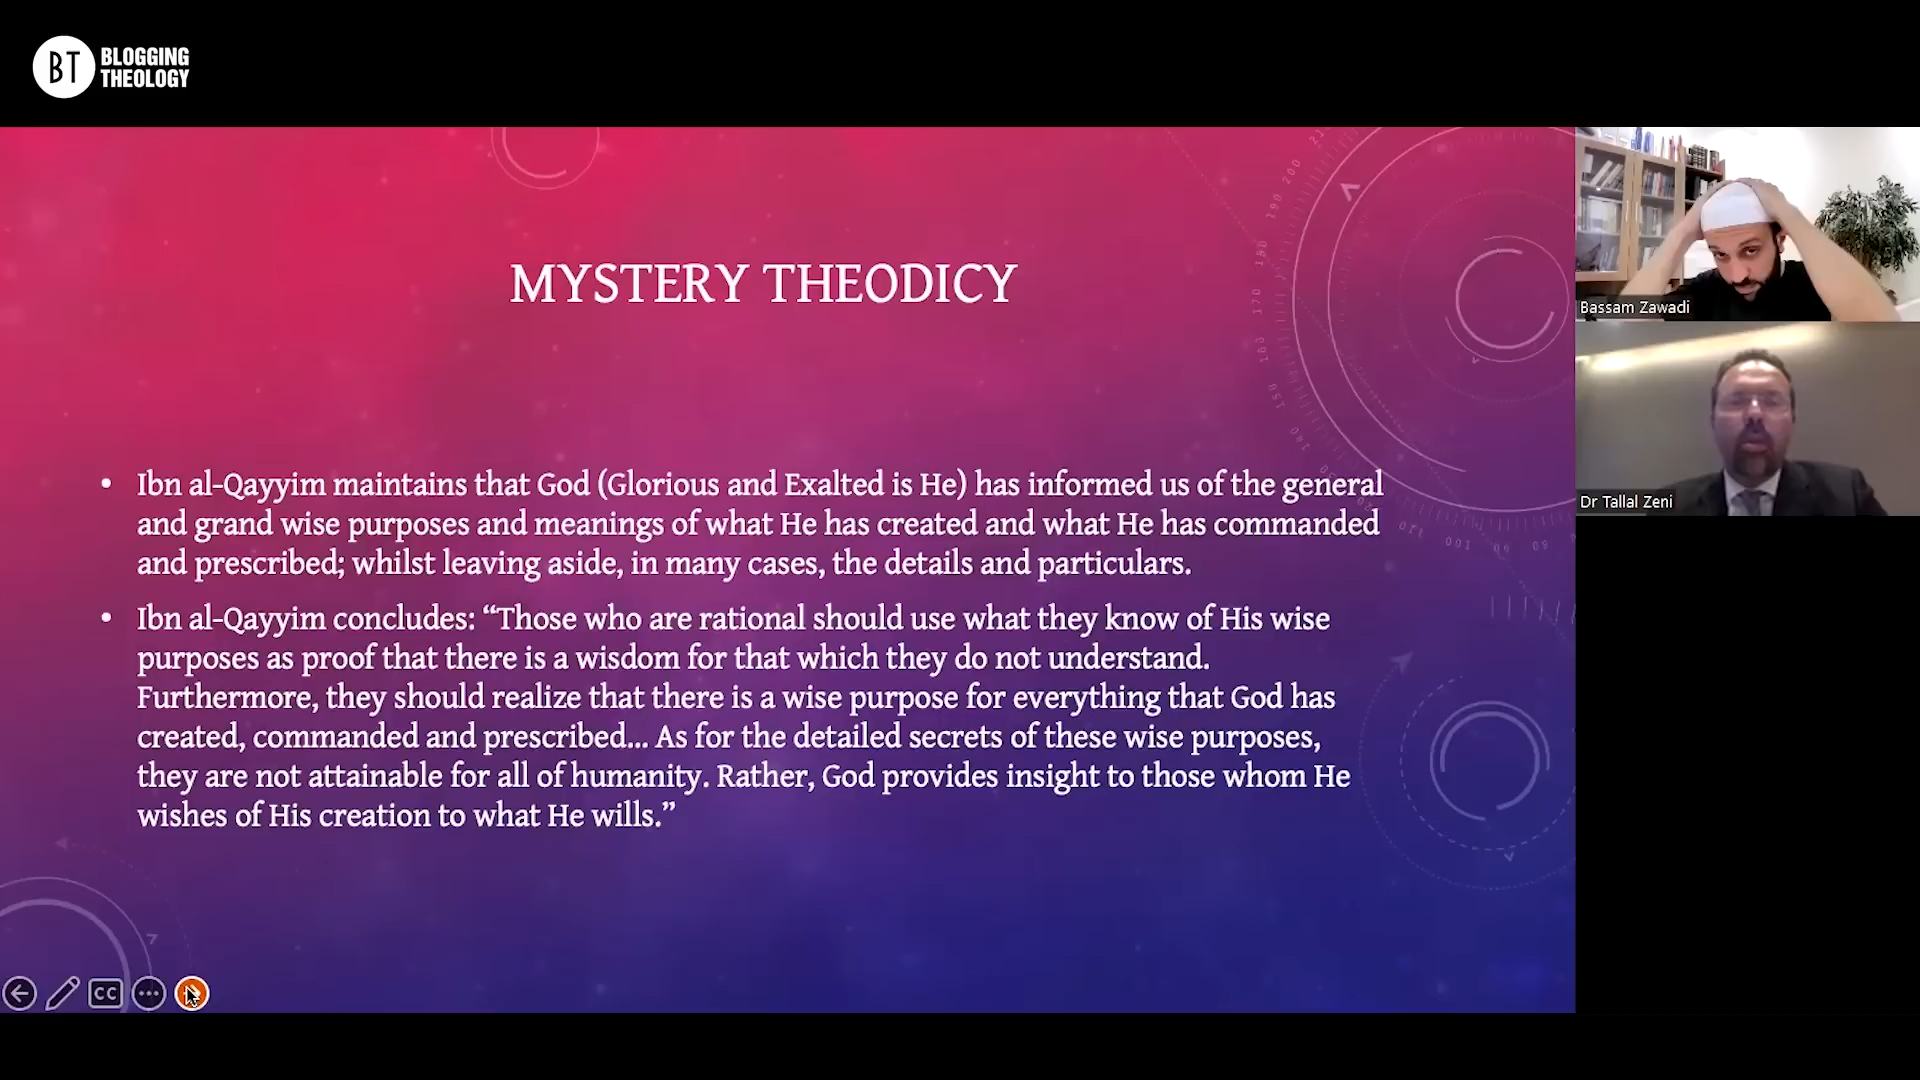 BT BLOGGING
THEOLOGY
MYSTERY THEODICY
• Ibn al-Qayyim maintains that God (Glorious and Exalted is He) has informed us of the general
and grand wise purposes and meanings of what He has created and what He has commanded
and prescribed; whilst leaving aside, in many cases, the details and particulars.
• Ibn al-Qayyim concludes: “Those who are rational should use what they know of His wise
purposes as proof that there is a wisdom for that which they do not understand.
Furthermore, they should realize that there is a wise purpose for everything that God has
created, commanded and prescribed... As for the detailed secrets of these wise purposes,
they are not attainable for all of humanity. Rather, God provides insight to those whom He
wishes of His creation to what He wills.”
Bassam Zawadi
Dr Tallal Zeni
CC